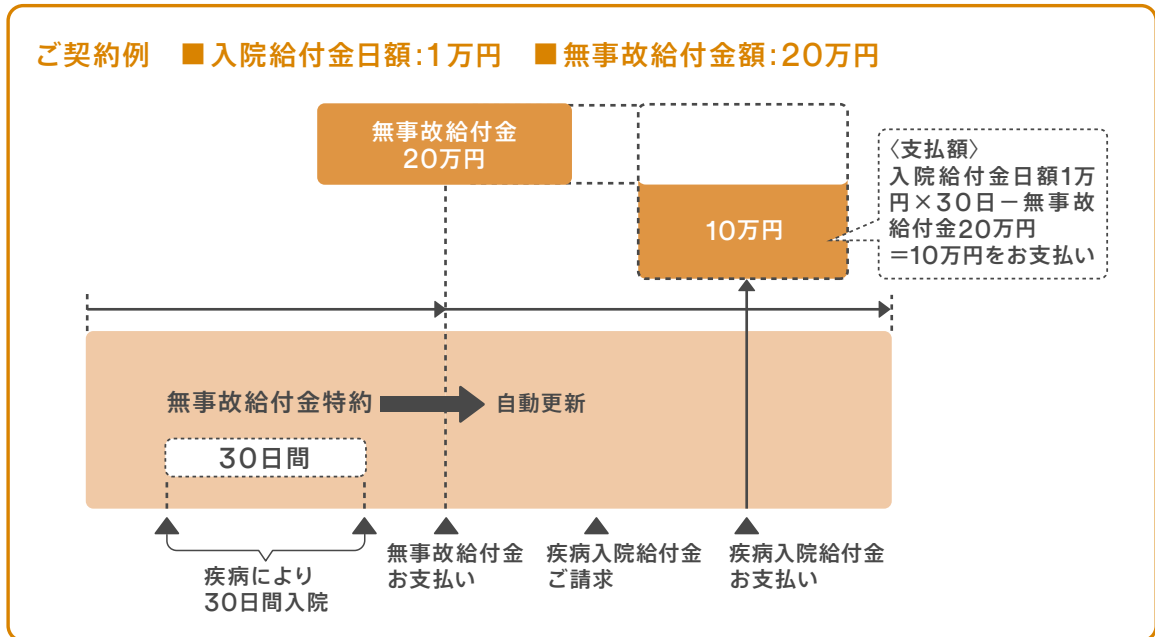 ご契約例 ■入院給付金日額:1万円 ■無事故給付金額:20万円
無事故給付金
20万円
10万円
〈支払額〉
入院給付金日額1万
円×30日－無事故
給付金20万円
＝10万円をお支払い
無事故給付金特約
自動更新
30日間
疾病により
30日間入院
無事故給付金
お支払い
疾病入院給付金
ご請求
疾病入院給付金
お支払い